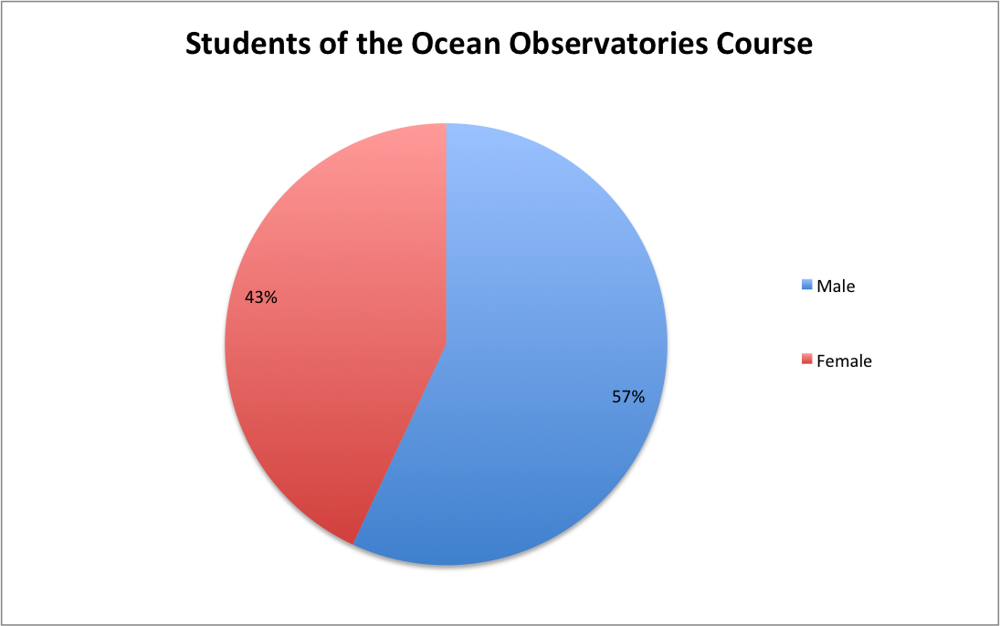 Students of the Ocean Observatories Course
43%
57%
Male
Female